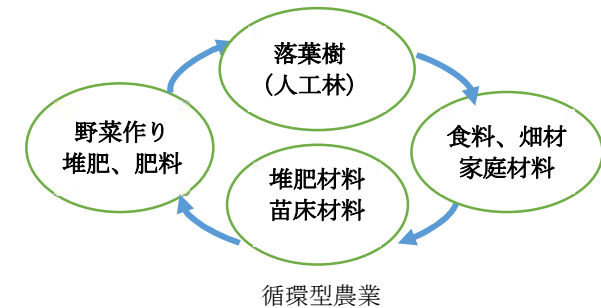 落葉樹
（人工林）
食料、畑材
家庭材料
堆肥材料
苗床材料
野菜作り
堆肥、肥料
循環型農業